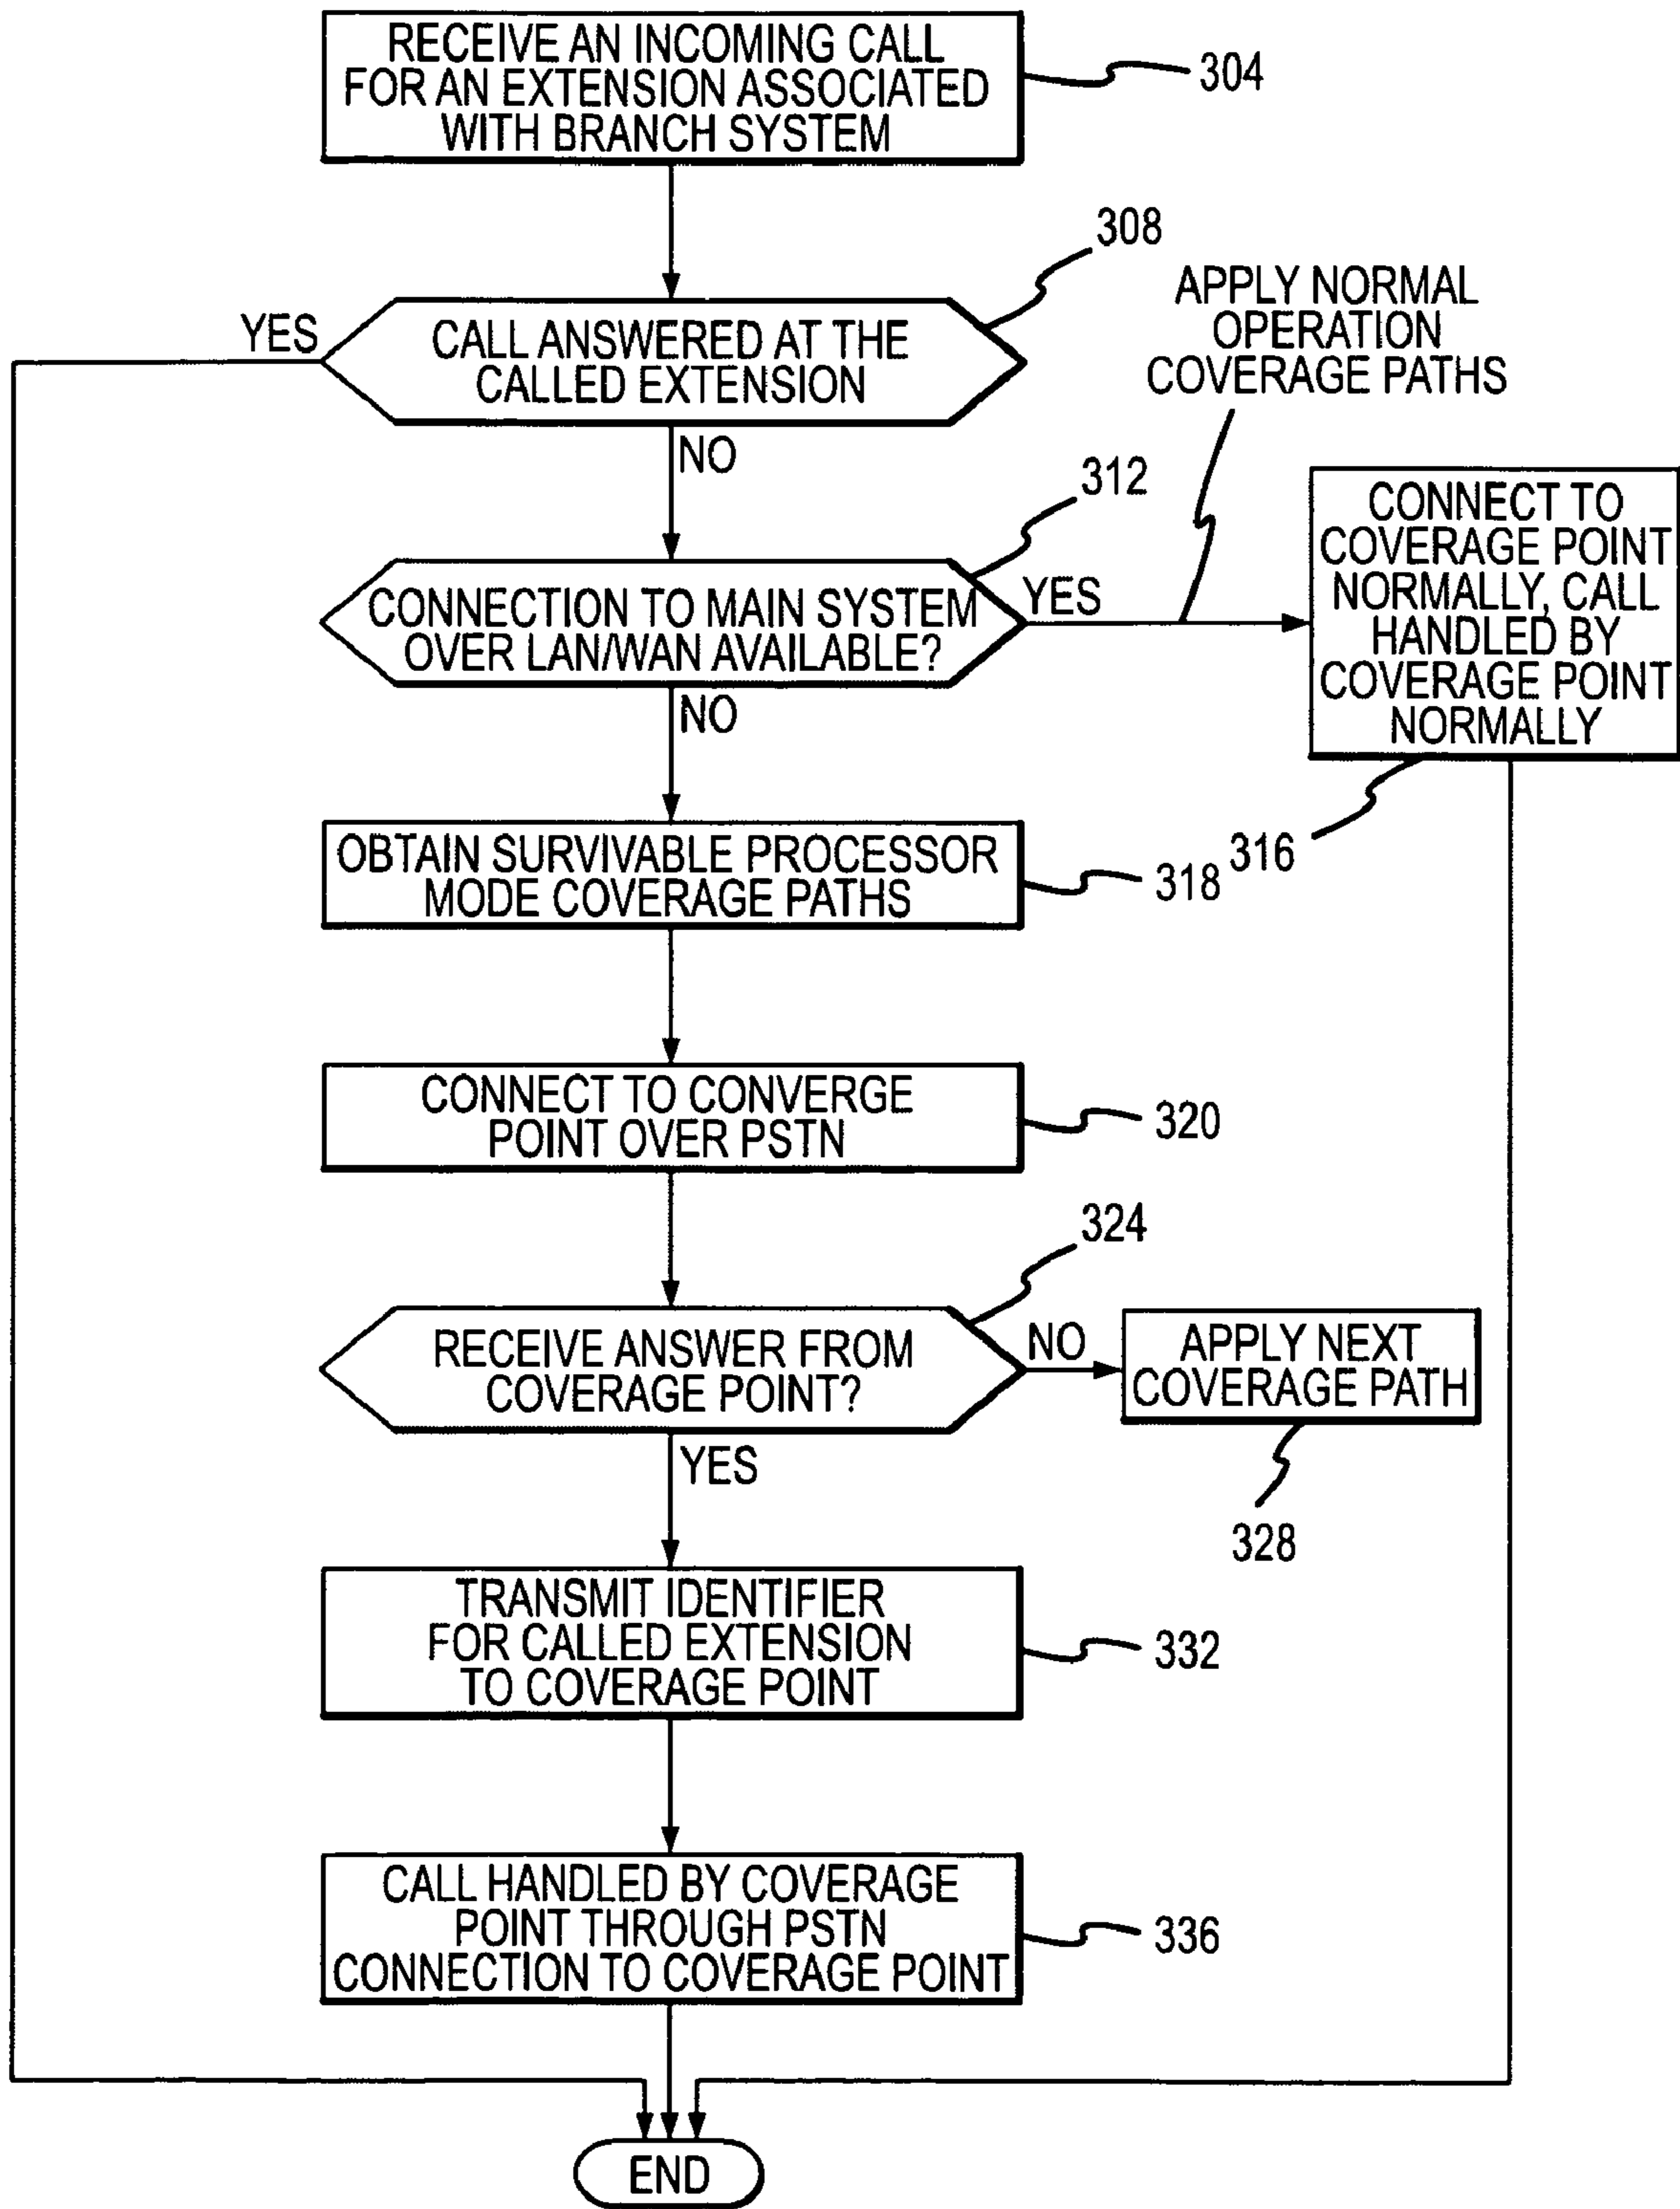 RECEIVE AN INCOMING CALL
FOR AN EXTENSION ASSOCIATED
WITH BRANCH SYSTEM
304
308
YES
CALL ANSWERED AT THE
CALLED EXTENSION
NO
APPLY NORMAL
OPERATION
COVERAGE PATHS
312
CONNECTION TO MAIN SYSTEM
OVER LAN/WAN AVAILABLE?
YES
NO
CONNECT TO
COVERAGE POINT
NORMALLY, CALL
HANDLED BY
COVERAGE POINT
NORMALLY
316
OBTAIN SURVIVABLE PROCESSOR
MODE COVERAGE PATHS
318
CONNECT TO CONVERGE
POINT OVER PSTN
320
324
RECEIVE ANSWER FROM
COVERAGE POINT?
NO
APPLY NEXT
COVERAGE PATH
328
YES
TRANSMIT IDENTIFIER
FOR CALLED EXTENSION
TO COVERAGE POINT
332
CALL HANDLED BY COVERAGE
POINT THROUGH PSTN
CONNECTION TO COVERAGE POINT
336
END